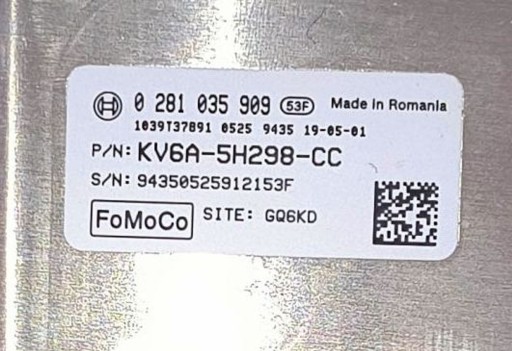 0 281 035 909 53F Made in Romania
1039T37891 0525 9435 19-05-01
P/N: KV6A-5H298-CC
S/N: 94350525912153F
FoMoCo SITE: GQ6KD